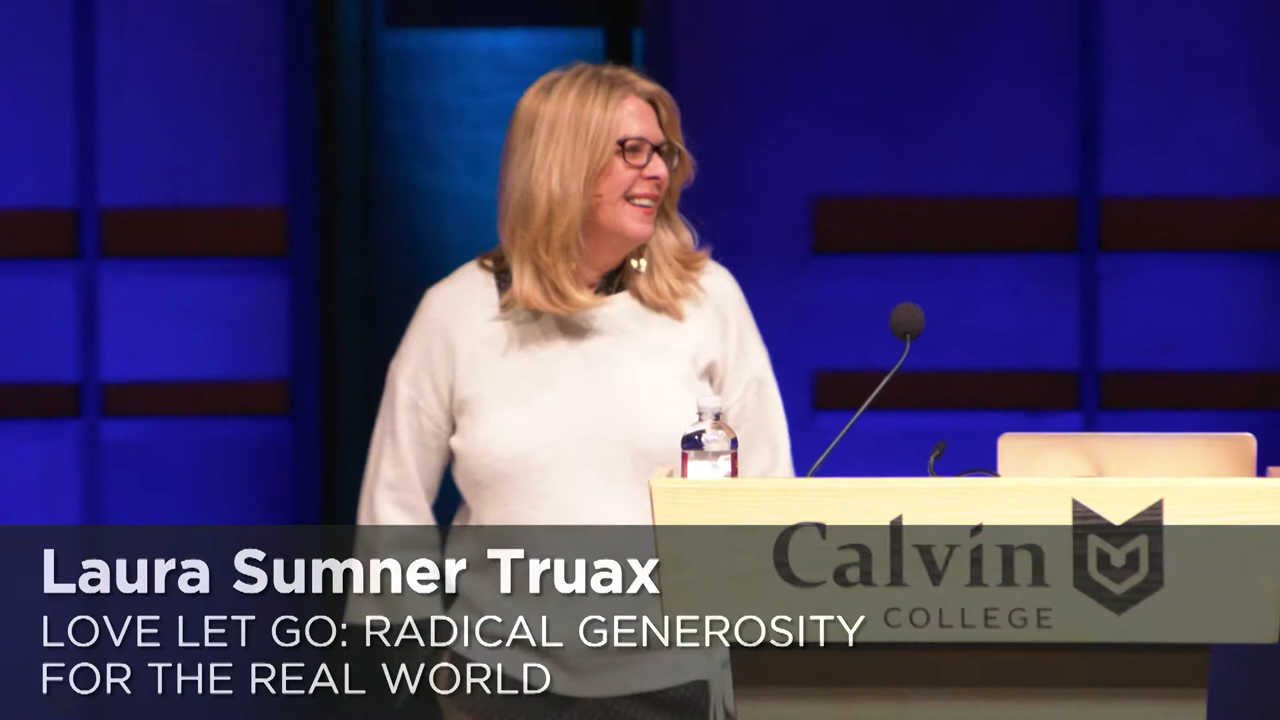 Calvin
COLLEGE
Laura Sumner Truax
LOVE LET GO: RADICAL GENEROSITY
FOR THE REAL WORLD